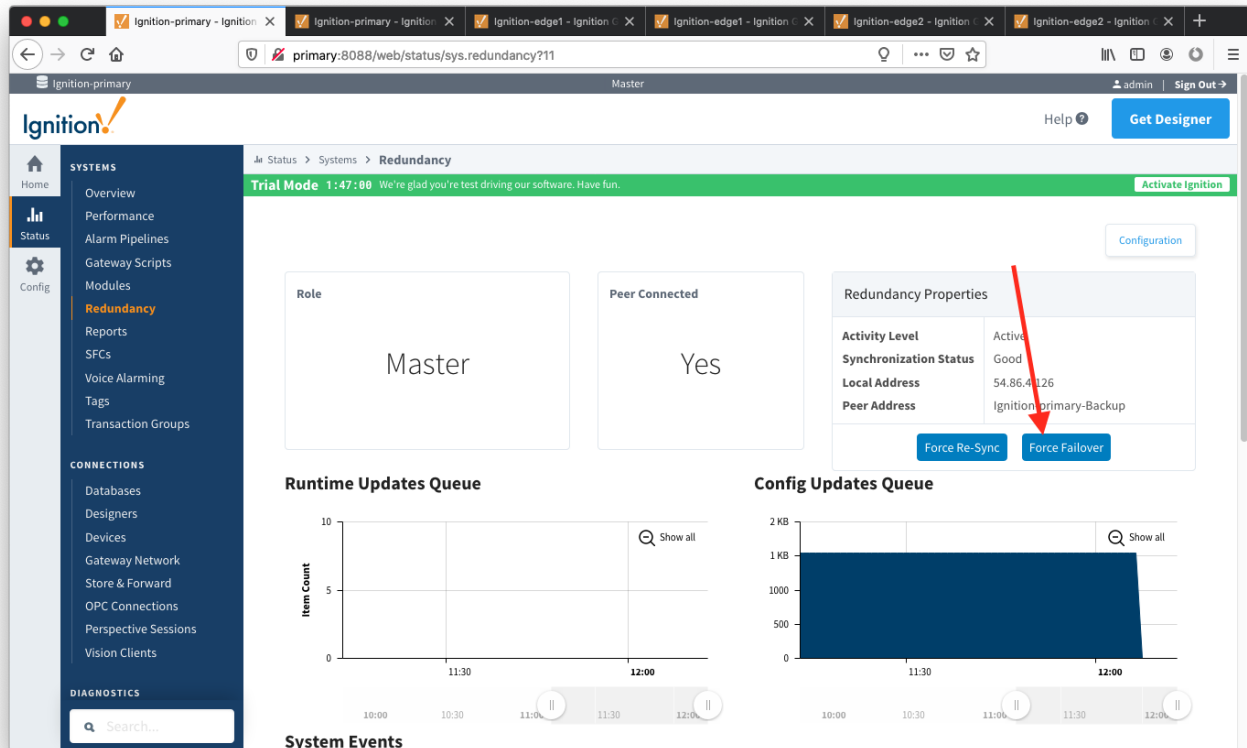 Ignition-primary - Ignition
Ignition-primary - Ignition
Ignition-edge1 - Ignition G
Ignition-edge1 - Ignition G
Ignition-edge2 - Ignition G
Ignition-edge2 - Ignition G
primary:8088/web/status/sys.redundancy?11
Ignition-primary
Master
admin | Sign Out
Ignition!
Help
Get Designer
Home
Status
Config
SYSTEMS
Overview
Performance
Alarm Pipelines
Gateway Scripts
Modules
Redundancy
Reports
SFCs
Voice Alarming
Tags
Transaction Groups
CONNECTIONS
Databases
Designers
Devices
Gateway Network
Store & Forward
OPC Connections
Perspective Sessions
Vision Clients
DIAGNOSTICS
Search...
Status > Systems > Redundancy
Trial Mode 1:47:00 We're glad you're test driving our software. Have fun.
Activate Ignition
Configuration
Role
Master
Peer Connected
Yes
Redundancy Properties
Activity Level Active
Synchronization Status Good
Local Address
Peer Address Ignition-primary-Backup
Force Re-Sync
Force Failover
Runtime Updates Queue
Show all
Item Count
10
5
0
11:30
12:00
10:00
10:30
11:00
11:30
12:00
Config Updates Queue
Show all
2 KB
1 KB
1000
500
0
11:30
12:00
10:00
10:30
11:00
11:30
12:00
System Events